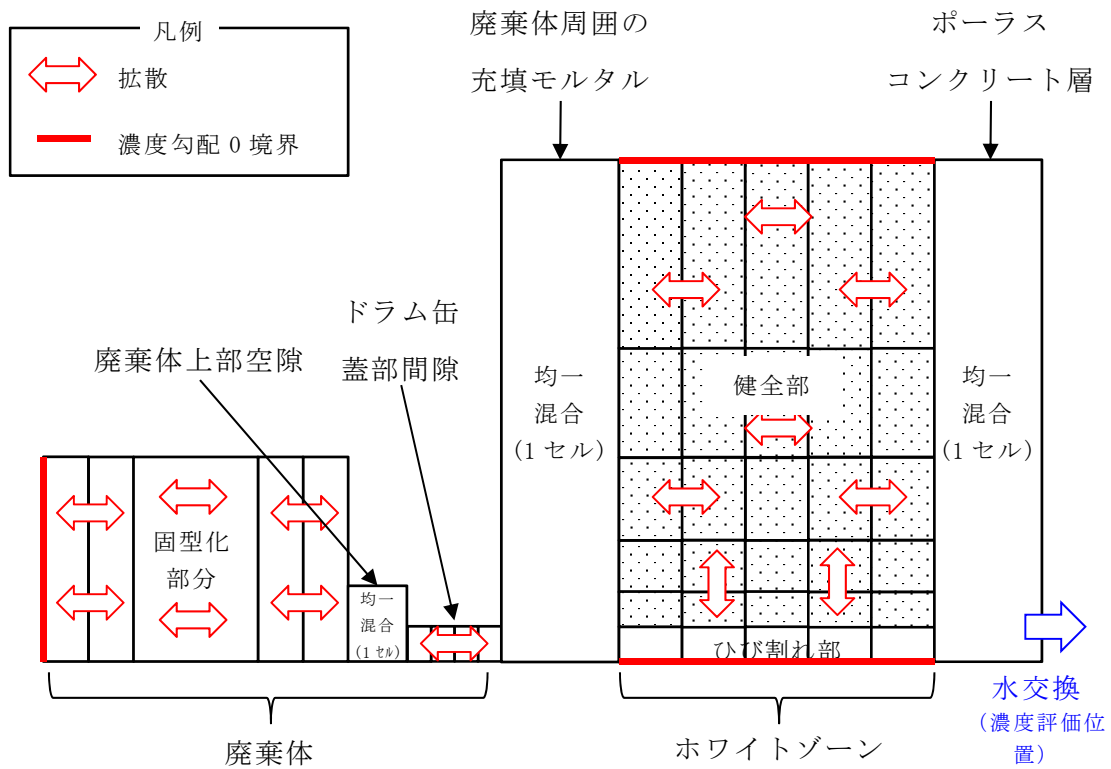 凡例
拡散
濃度勾配0境界
廃棄体周囲の
充填モルタル
ポーラス
コンクリート層
ドラム缶
蓋部間隙
廃棄体上部空隙
均一
混合
(1セル)
健全部
均一
混合
(1セル)
固型化
部分
均一
混合
(1セル)
ひび割れ部
水交換
(濃度評価位
置)
廃棄体
ホワイトゾーン